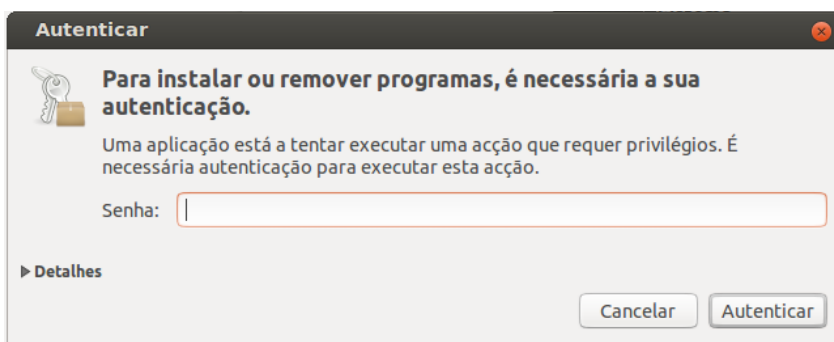 Autenticar
Para instalar ou remover programas, é necessária a sua
autenticação.
Uma aplicação está a tentar executar uma acção que requer privilégios. É
necessária autenticação para executar esta acção.
Senha:
Detalhes
Cancelar Autenticar